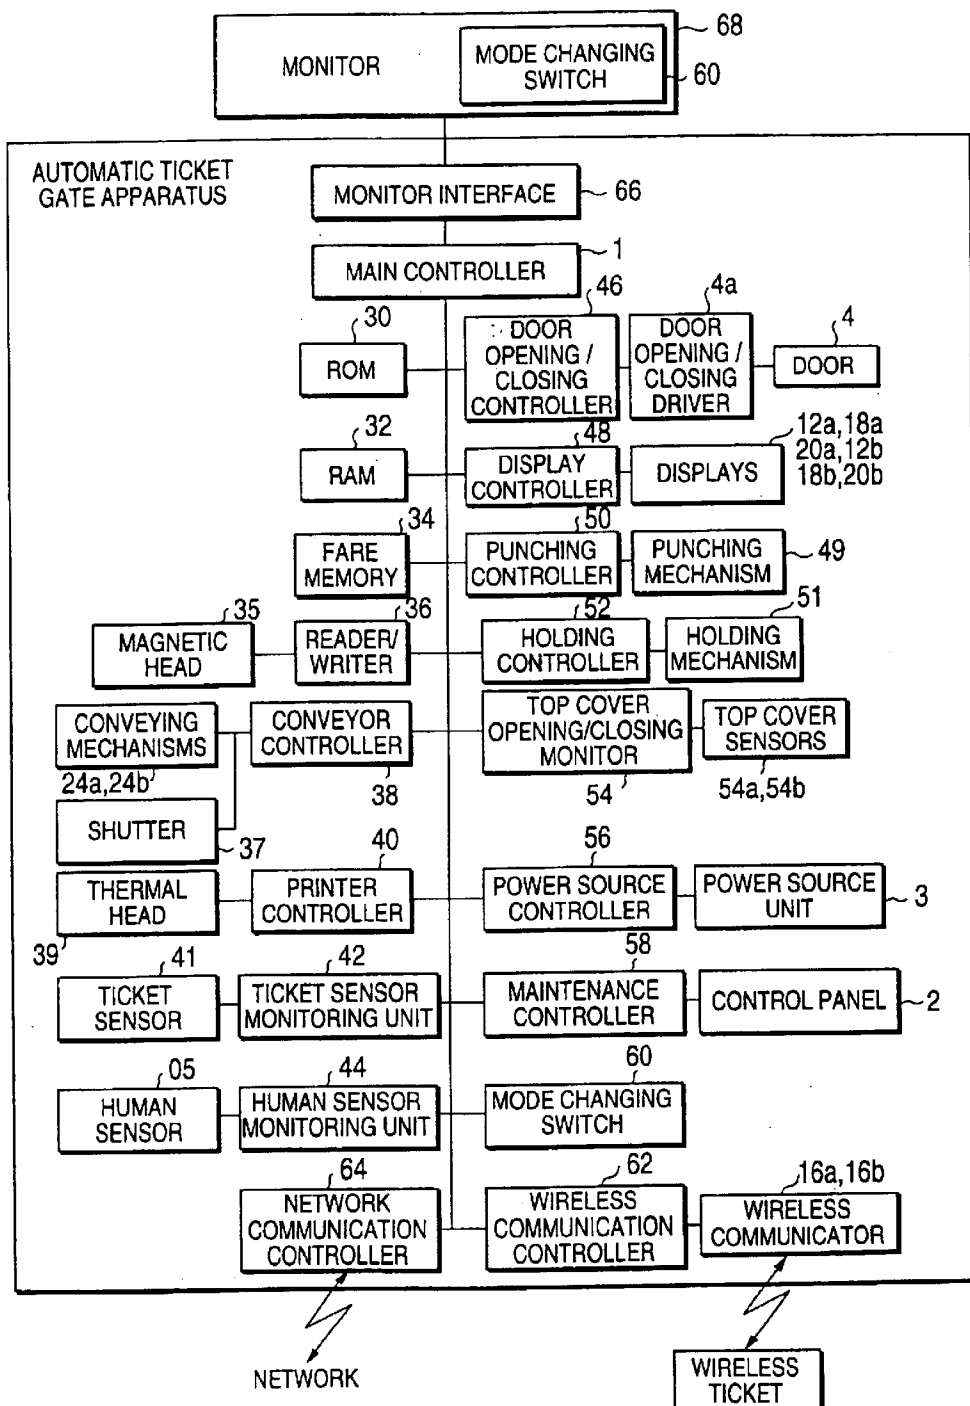 68
MONITOR
MODE CHANGING
SWITCH
60
AUTOMATIC TICKET
GATE APPARATUS
MONITOR INTERFACE
66
1
MAIN CONTROLLER
30
ROM
46
DOOR
OPENING /
CLOSING
CONTROLLER
4a
DOOR
OPENING /
CLOSING
DRIVER
4
DOOR
32
RAM
48
DISPLAY
CONTROLLER
DISPLAYS
12a,18a
20a,12b
18b,20b
34
FARE
MEMORY
50
PUNCHING
CONTROLLER
PUNCHING
MECHANISM
49
35
MAGNETIC
HEAD
36
READER/
WRITER
52
HOLDING
CONTROLLER
51
HOLDING
MECHANISM
CONVEYING
MECHANISMS
24a,24b
CONVEYOR
CONTROLLER
38
TOP COVER
OPENING/CLOSING
MONITOR
54
TOP COVER
SENSORS
54a,54b
SHUTTER
37
THERMAL
HEAD
39
40
PRINTER
CONTROLLER
56
POWER SOURCE
CONTROLLER
POWER SOURCE
UNIT
3
41
TICKET
SENSOR
42
TICKET SENSOR
MONITORING UNIT
58
MAINTENANCE
CONTROLLER
CONTROL PANEL
2
05
HUMAN
SENSOR
44
HUMAN SENSOR
MONITORING UNIT
60
MODE CHANGING
SWITCH
64
NETWORK
COMMUNICATION
CONTROLLER
62
WIRELESS
COMMUNICATION
CONTROLLER
16a,16b
WIRELESS
COMMUNICATOR
NETWORK
WIRELESS
TICKET